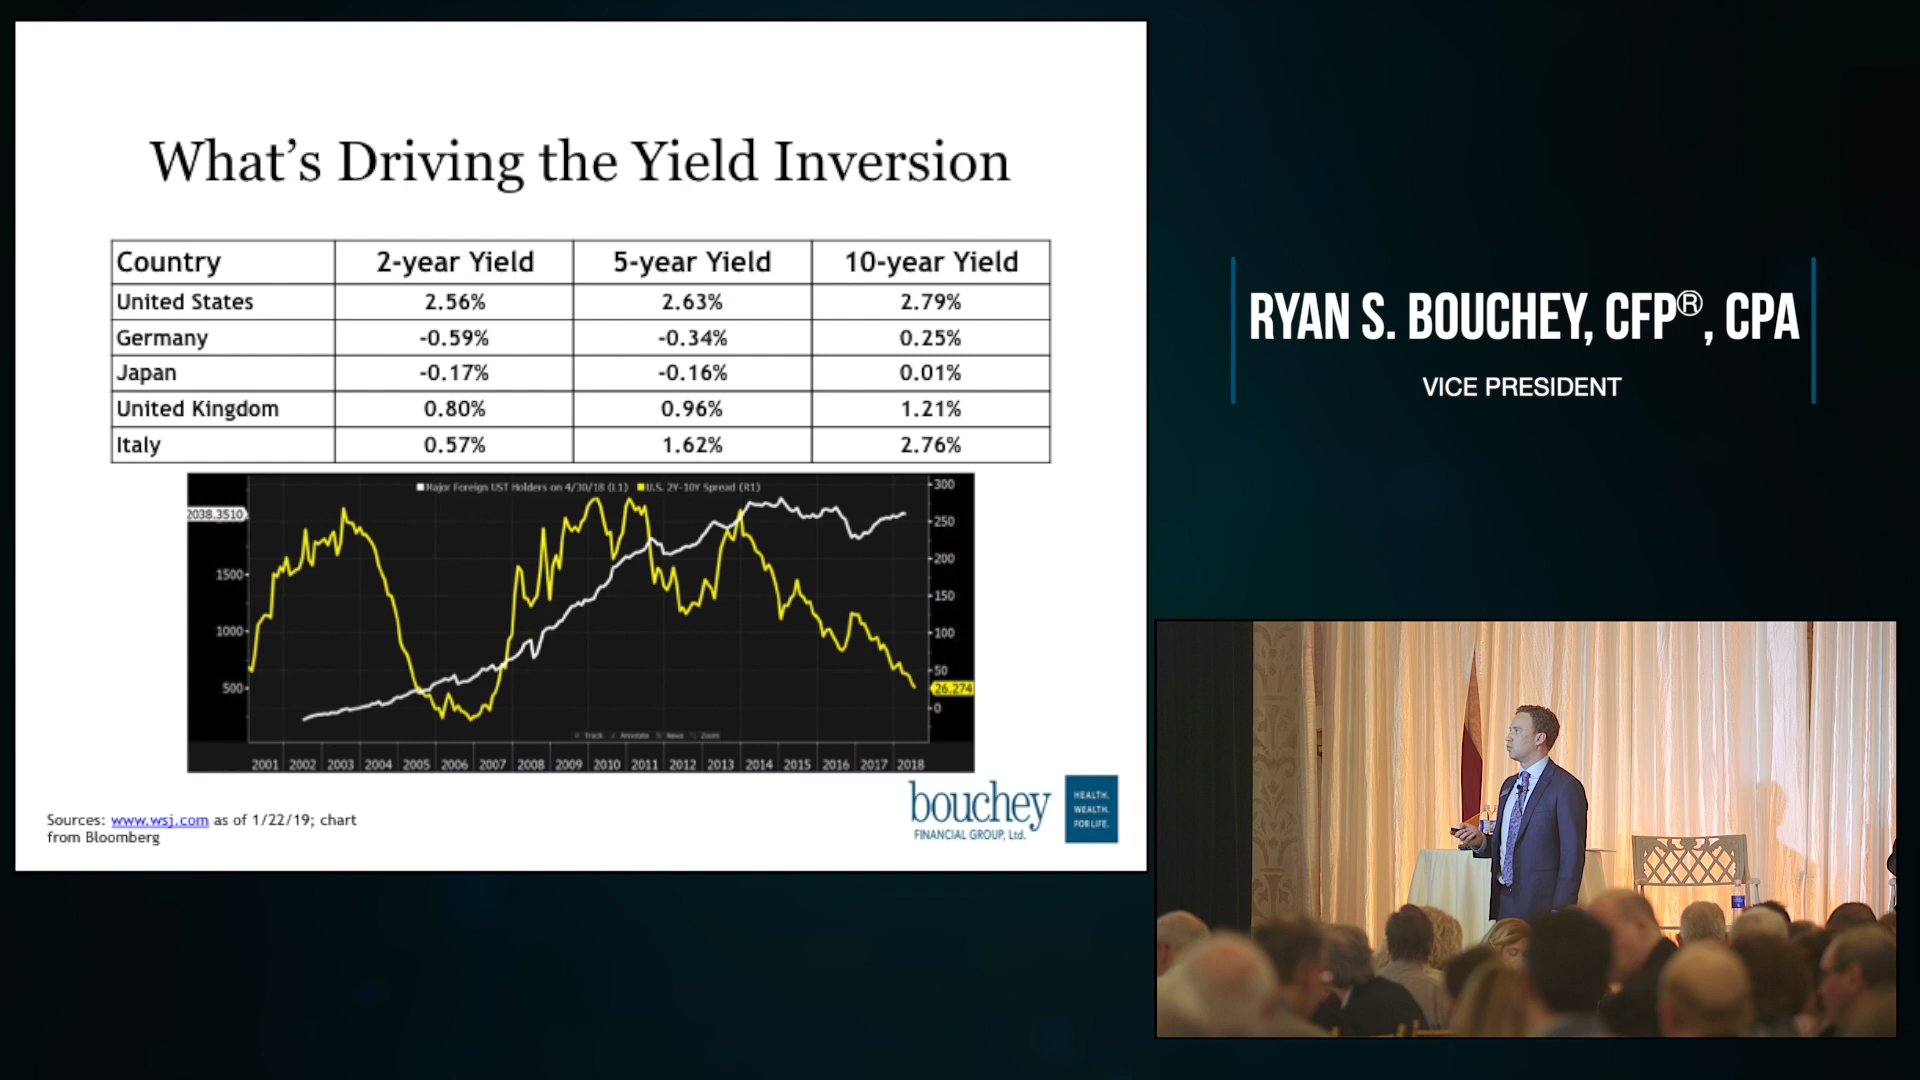 What's Driving the Yield Inversion
Country 2-year Yield 5-year Yield 10-year Yield
United States 2.56% 2.63% 2.79%
Germany -0.59% -0.34% 0.25%
Japan -0.17% -0.16% 0.01%
United Kingdom 0.80% 0.96% 1.21%
Italy 0.57% 1.62% 2.76%
Major Foreign UST Holders on 4/30/18 (L1) U.S. 2Y-10Y Spread (R1)
2038.3510
1500
1000
500
300
250
200
150
100
50
26.274
0
Track Annotate News Zoom
2001 2002 2003 2004 2005 2006 2007 2008 2009 2010 2011 2012 2013 2014 2015 2016 2017 2018
Sources: www.wsj.com as of 1/22/19; chart
from Bloomberg
bouchey
FINANCIAL GROUP, Ltd.
HEALTH.
WEALTH.
FOR LIFE.
RYAN S. BOUCHEY, CFP®, CPA
VICE PRESIDENT